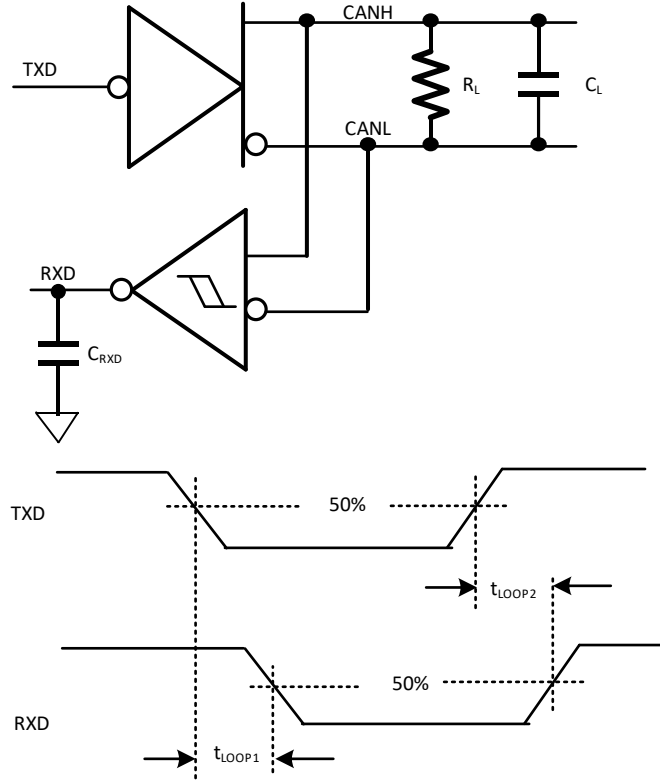 CANH
TXD
R_L
C_L
CANL
RXD
C_RXD
50%
TXD
t_LOOP2
50%
RXD
t_LOOP1